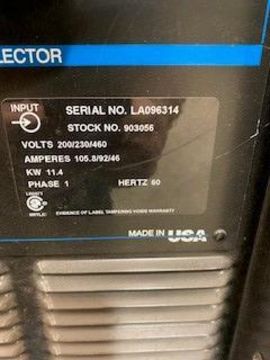 LECTOR
INPUT
SERIAL NO. LA096314
STOCK NO. 903056
VOLTS 200/230/460
AMPERES 105.8/92/46
KW 11.4
PHASE 1 HERTZ 60
EVIDENCE OF LABEL TAMPERING VOIDS WARRANTY
MADE IN USA